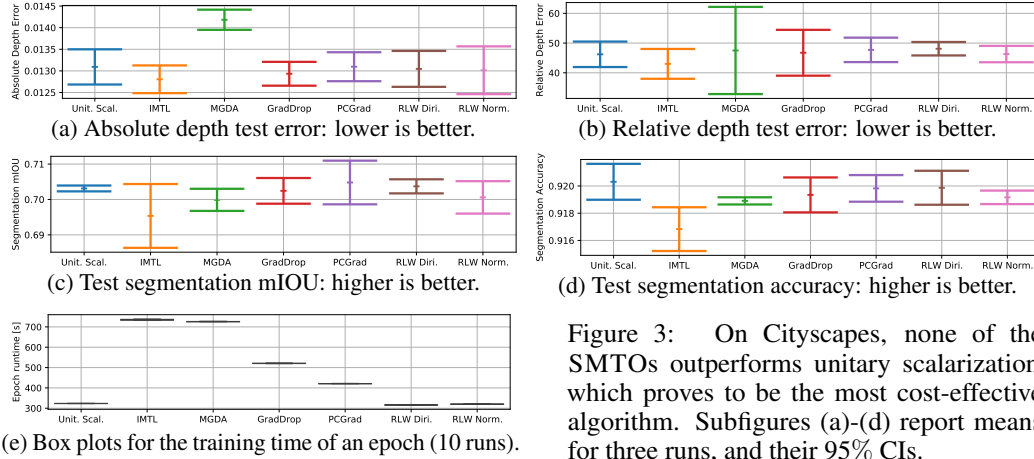 Absolute Depth Error
0.0145
0.0140
0.0135
0.0130
0.0125
Unit. Scal. IMTL MGDA GradDrop PCGrad RLW Diri. RLW Norm.
(a) Absolute depth test error: lower is better.
Relative Depth Error
60
50
40
Unit. Scal. IMTL MGDA GradDrop PCGrad RLW Diri. RLW Norm.
(b) Relative depth test error: lower is better.
Segmentation mIOU
0.71
0.70
0.69
Unit. Scal. IMTL MGDA GradDrop PCGrad RLW Diri. RLW Norm.
(c) Test segmentation mIOU: higher is better.
Segmentation Accuracy
0.920
0.918
0.916
Unit. Scal. IMTL MGDA GradDrop PCGrad RLW Diri. RLW Norm.
(d) Test segmentation accuracy: higher is better.
Epoch runtime [s]
700
600
500
400
300
Unit. Scal. IMTL MGDA GradDrop PCGrad RLW Diri. RLW Norm.
(e) Box plots for the training time of an epoch (10 runs).
Figure 3: On Cityscapes, none of the
SMTOs outperforms unitary scalarization
which proves to be the most cost-effective
algorithm. Subfigures (a)-(d) report means
for three runs, and their 95% CIs.